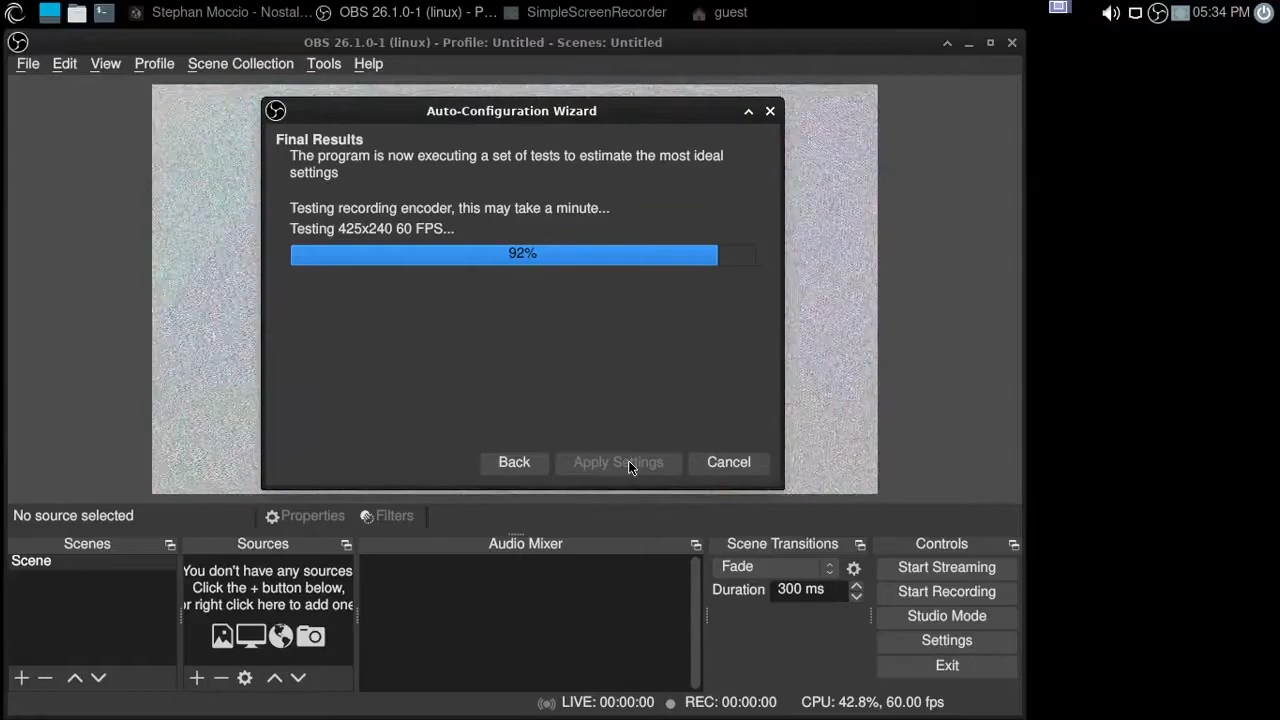 Stephan Moccio - Nostal...
OBS 26.1.0-1 (linux) - P...
SimpleScreenRecorder
guest
05:34 PM
OBS 26.1.0-1 (linux) - Profile: Untitled - Scenes: Untitled
File Edit View Profile Scene Collection Tools Help
Auto-Configuration Wizard
Final Results
The program is now executing a set of tests to estimate the most ideal
settings
Testing recording encoder, this may take a minute...
Testing 425x240 60 FPS...
92%
Back Apply Settings Cancel
No source selected
Properties
Filters
Scenes
Scene
Sources
You don't have any sources
Click the + button below,
or right click here to add one
Audio Mixer
Scene Transitions
Fade
Duration 300 ms
Controls
Start Streaming
Start Recording
Studio Mode
Settings
Exit
LIVE: 00:00:00
REC: 00:00:00
CPU: 42.8%, 60.00 fps